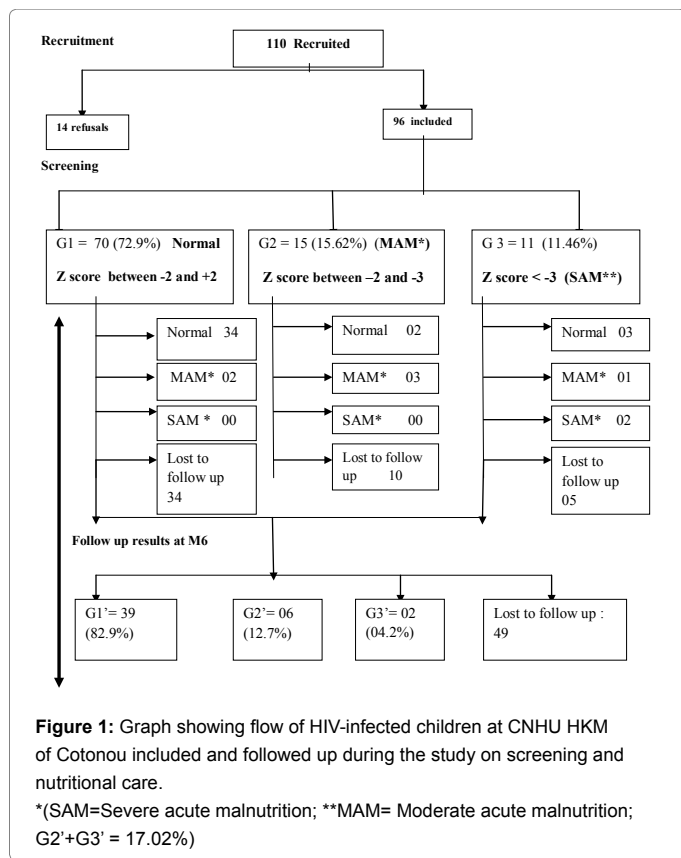 Recruitment
110 Recruited
14 refusals
96 included
Screening
G1 = 70 (72.9%) Normal
Z score between -2 and +2
G2 = 15 (15.62%) (MAM*)
Z score between –2 and -3
G 3 = 11 (11.46%)
Z score < -3 (SAM**)
Normal 34
MAM* 02
SAM * 00
Lost to
follow up
34
Normal 02
MAM* 03
SAM* 00
Lost to follow
up 10
Normal 03
MAM* 01
SAM* 02
Lost to
follow up
05
Follow up results at M6
G1’= 39
(82.9%)
G2’= 06
(12.7%)
G3’= 02
(04.2%)
Lost to follow up :
49
Figure 1: Graph showing flow of HIV-infected children at CNHU HKM
of Cotonou included and followed up during the study on screening and
nutritional care.
*(SAM=Severe acute malnutrition; **MAM= Moderate acute malnutrition;
G2’+G3’ = 17.02%)